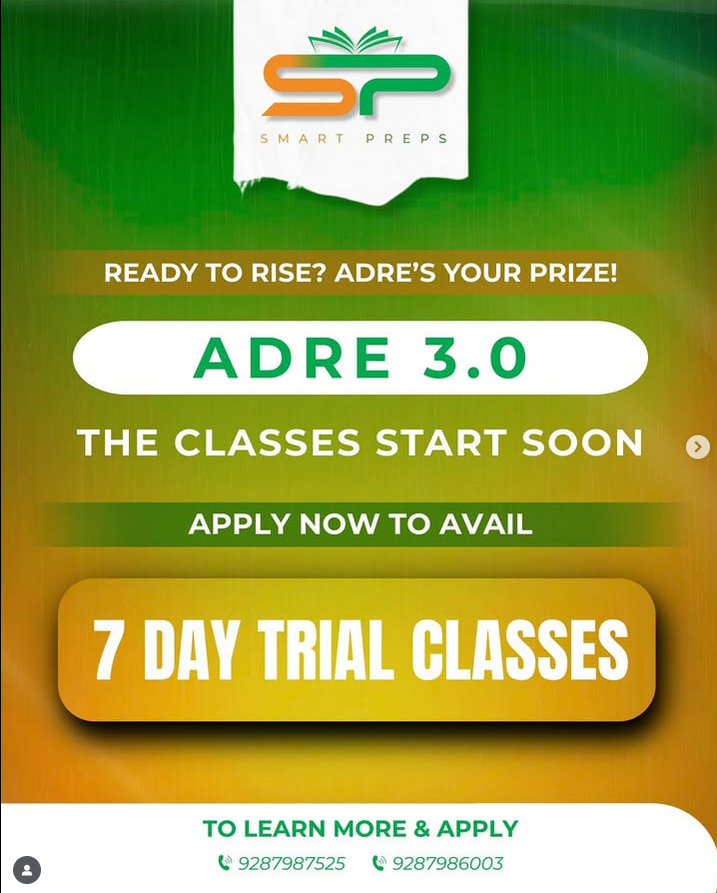 SP
SMART PREPS
READY TO RISE? ADRE’S YOUR PRIZE!
ADRE 3.0
THE CLASSES START SOON
APPLY NOW TO AVAIL
7 DAY TRIAL CLASSES
TO LEARN MORE & APPLY
9287987525 9287986003